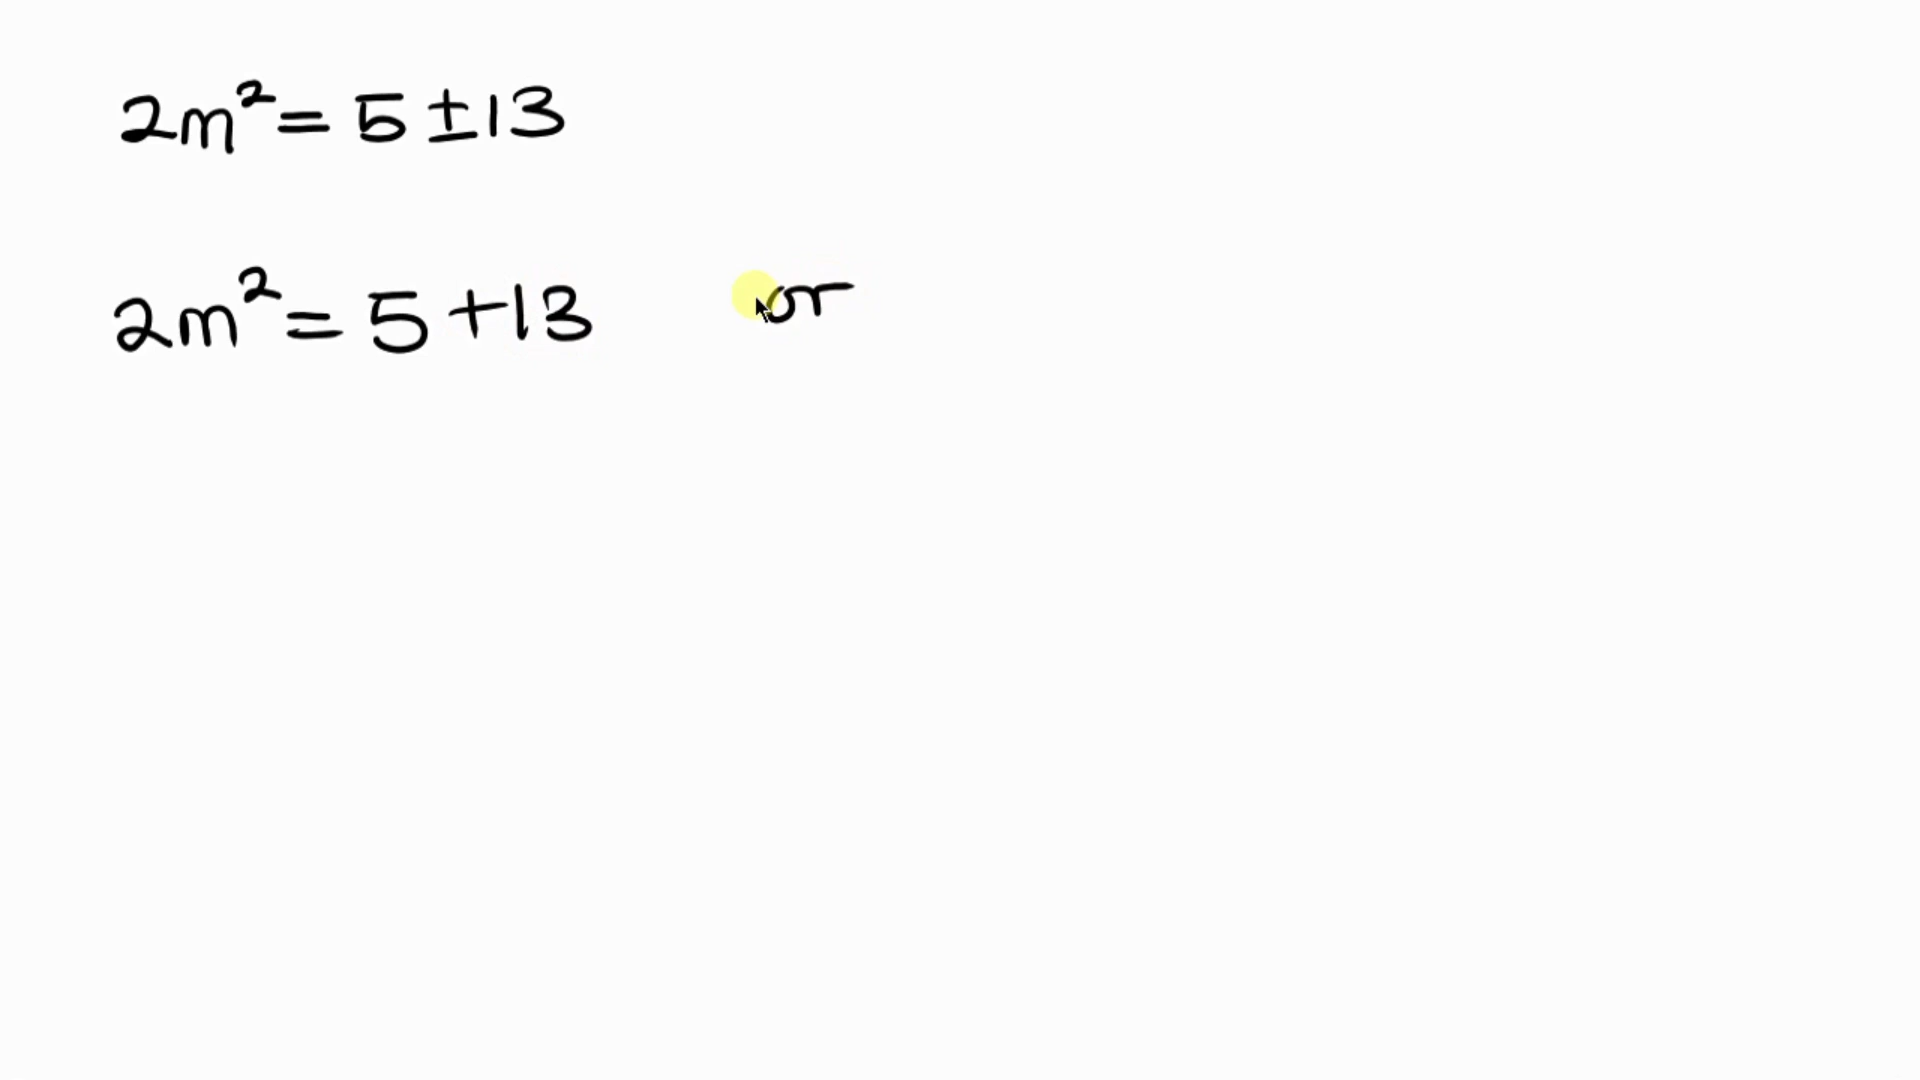 2m² = 5 ± 13
2m² = 5 + 13 or